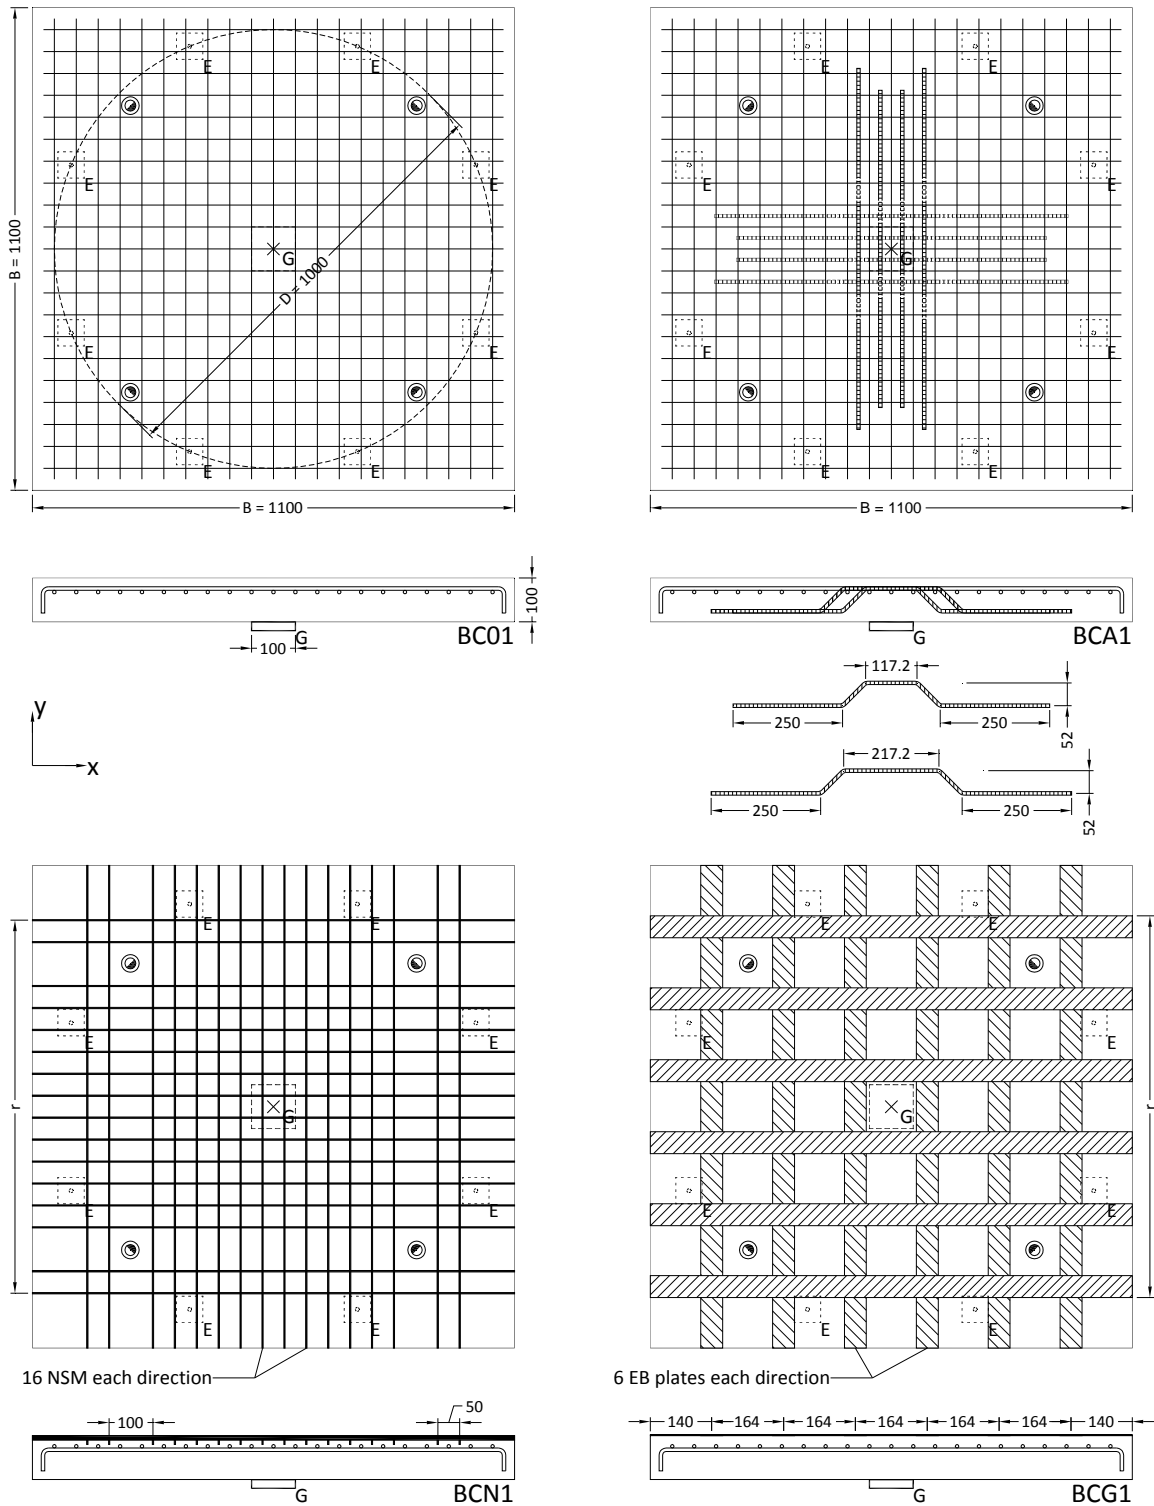 E
E
E
E
B = 1100
G
D = 1000
E
E
E
E
B = 1100
E
E
E
E
G
E
E
E
E
B = 1100
100
100
G
BC01
G
BCA1
117.2
250
250
52
217.2
250
250
52
y
x
E
E
E
E
r
G
E
E
E
E
16 NSM each direction
E
E
E
E
r
G
E
E
E
E
6 EB plates each direction
100
50
G
BCN1
140
164
164
164
164
164
140
G
BCG1